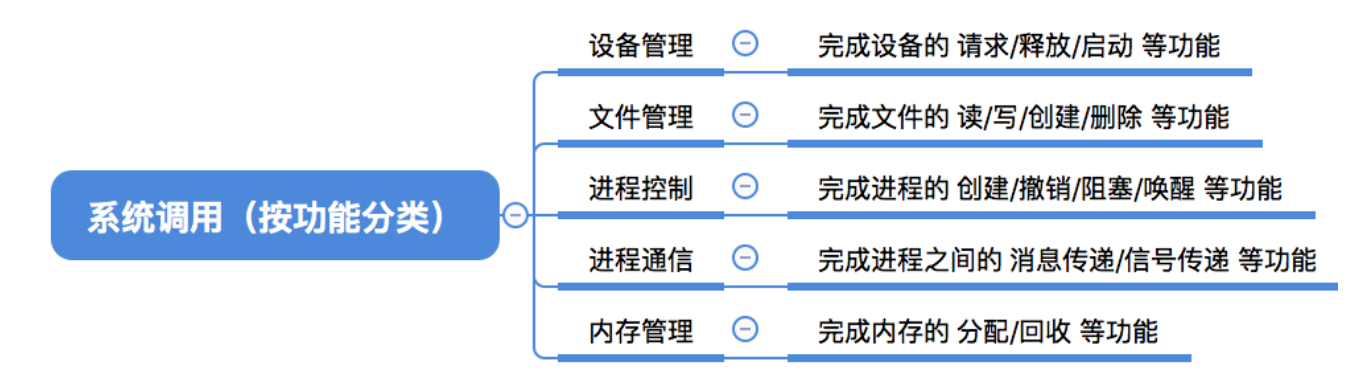 系统调用（按功能分类）
设备管理
完成设备的 请求/释放/启动 等功能
文件管理
完成文件的 读/写/创建/删除 等功能
进程控制
完成进程的 创建/撤销/阻塞/唤醒 等功能
进程通信
完成进程之间的 消息传递/信号传递 等功能
内存管理
完成内存的 分配/回收 等功能